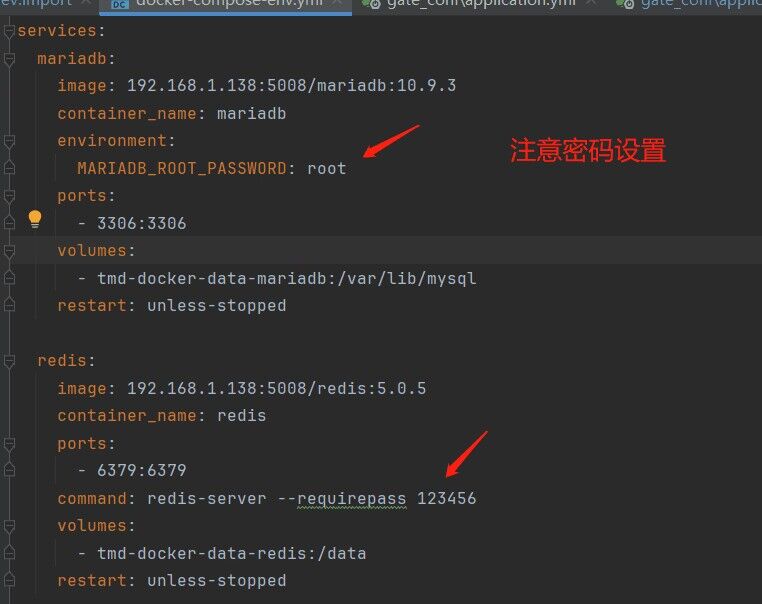 ev.import
docker-compose-env.yml
gate_conf\application.yml
services:
mariadb:
image: 192.168.1.138:5008/mariadb:10.9.3
container_name: mariadb
environment:
MARIADB_ROOT_PASSWORD: root
注意密码设置
ports:
- 3306:3306
volumes:
- tmd-docker-data-mariadb:/var/lib/mysql
restart: unless-stopped
redis:
image: 192.168.1.138:5008/redis:5.0.5
container_name: redis
ports:
- 6379:6379
command: redis-server --requirepass 123456
volumes:
- tmd-docker-data-redis:/data
restart: unless-stopped